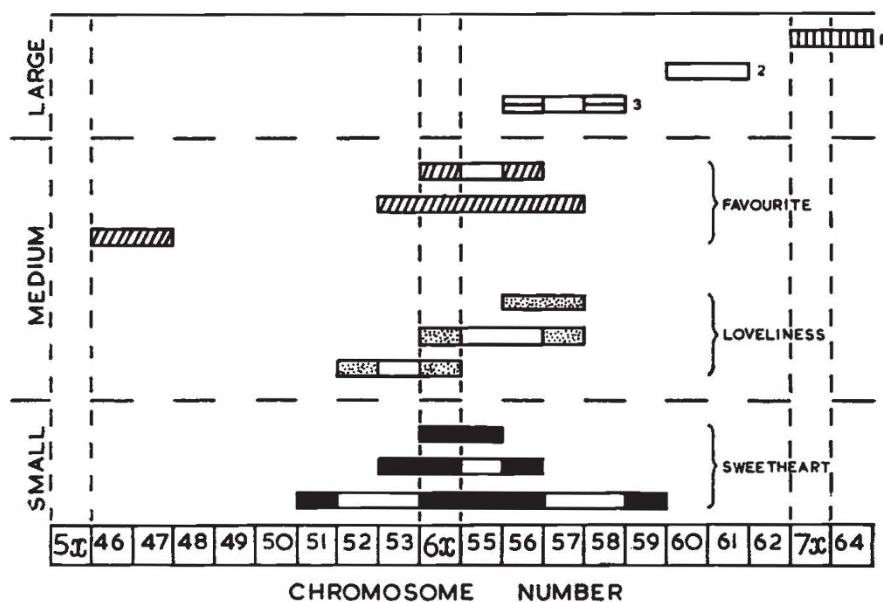 LARGE
2
3
MEDIUM
FAVOURITE
LOVELINESS
SMALL
SWEETHEART
5x 46 47 48 49 50 51 52 53 6x 55 56 57 58 59 60 61 62 7x 64
CHROMOSOME NUMBER